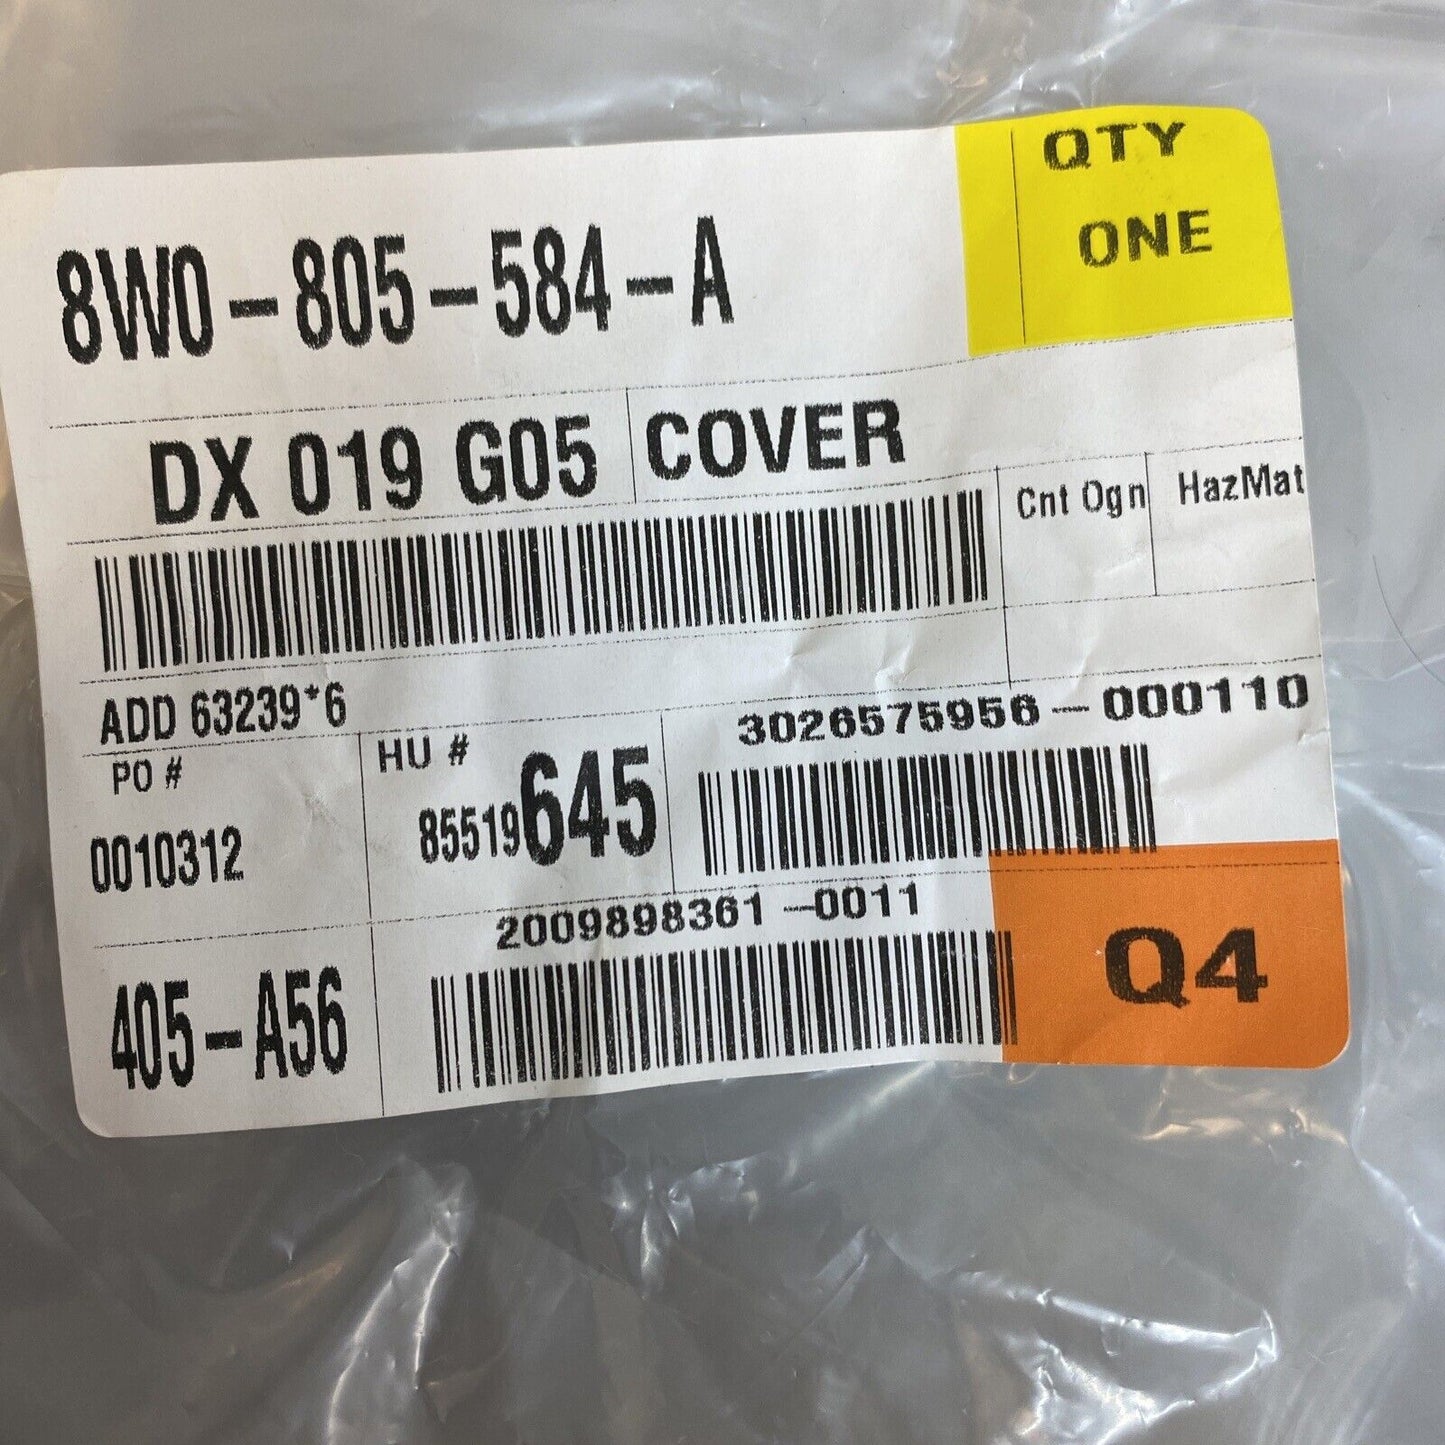 QTY
ONE
8W0-805-584-A
DX 019 G05 COVER
Cnt Ogn HazMat
ADD 63239*6
PO # HU # 3026575956-000110
0010312 85519645
2009898361-0011
405-A56 Q4